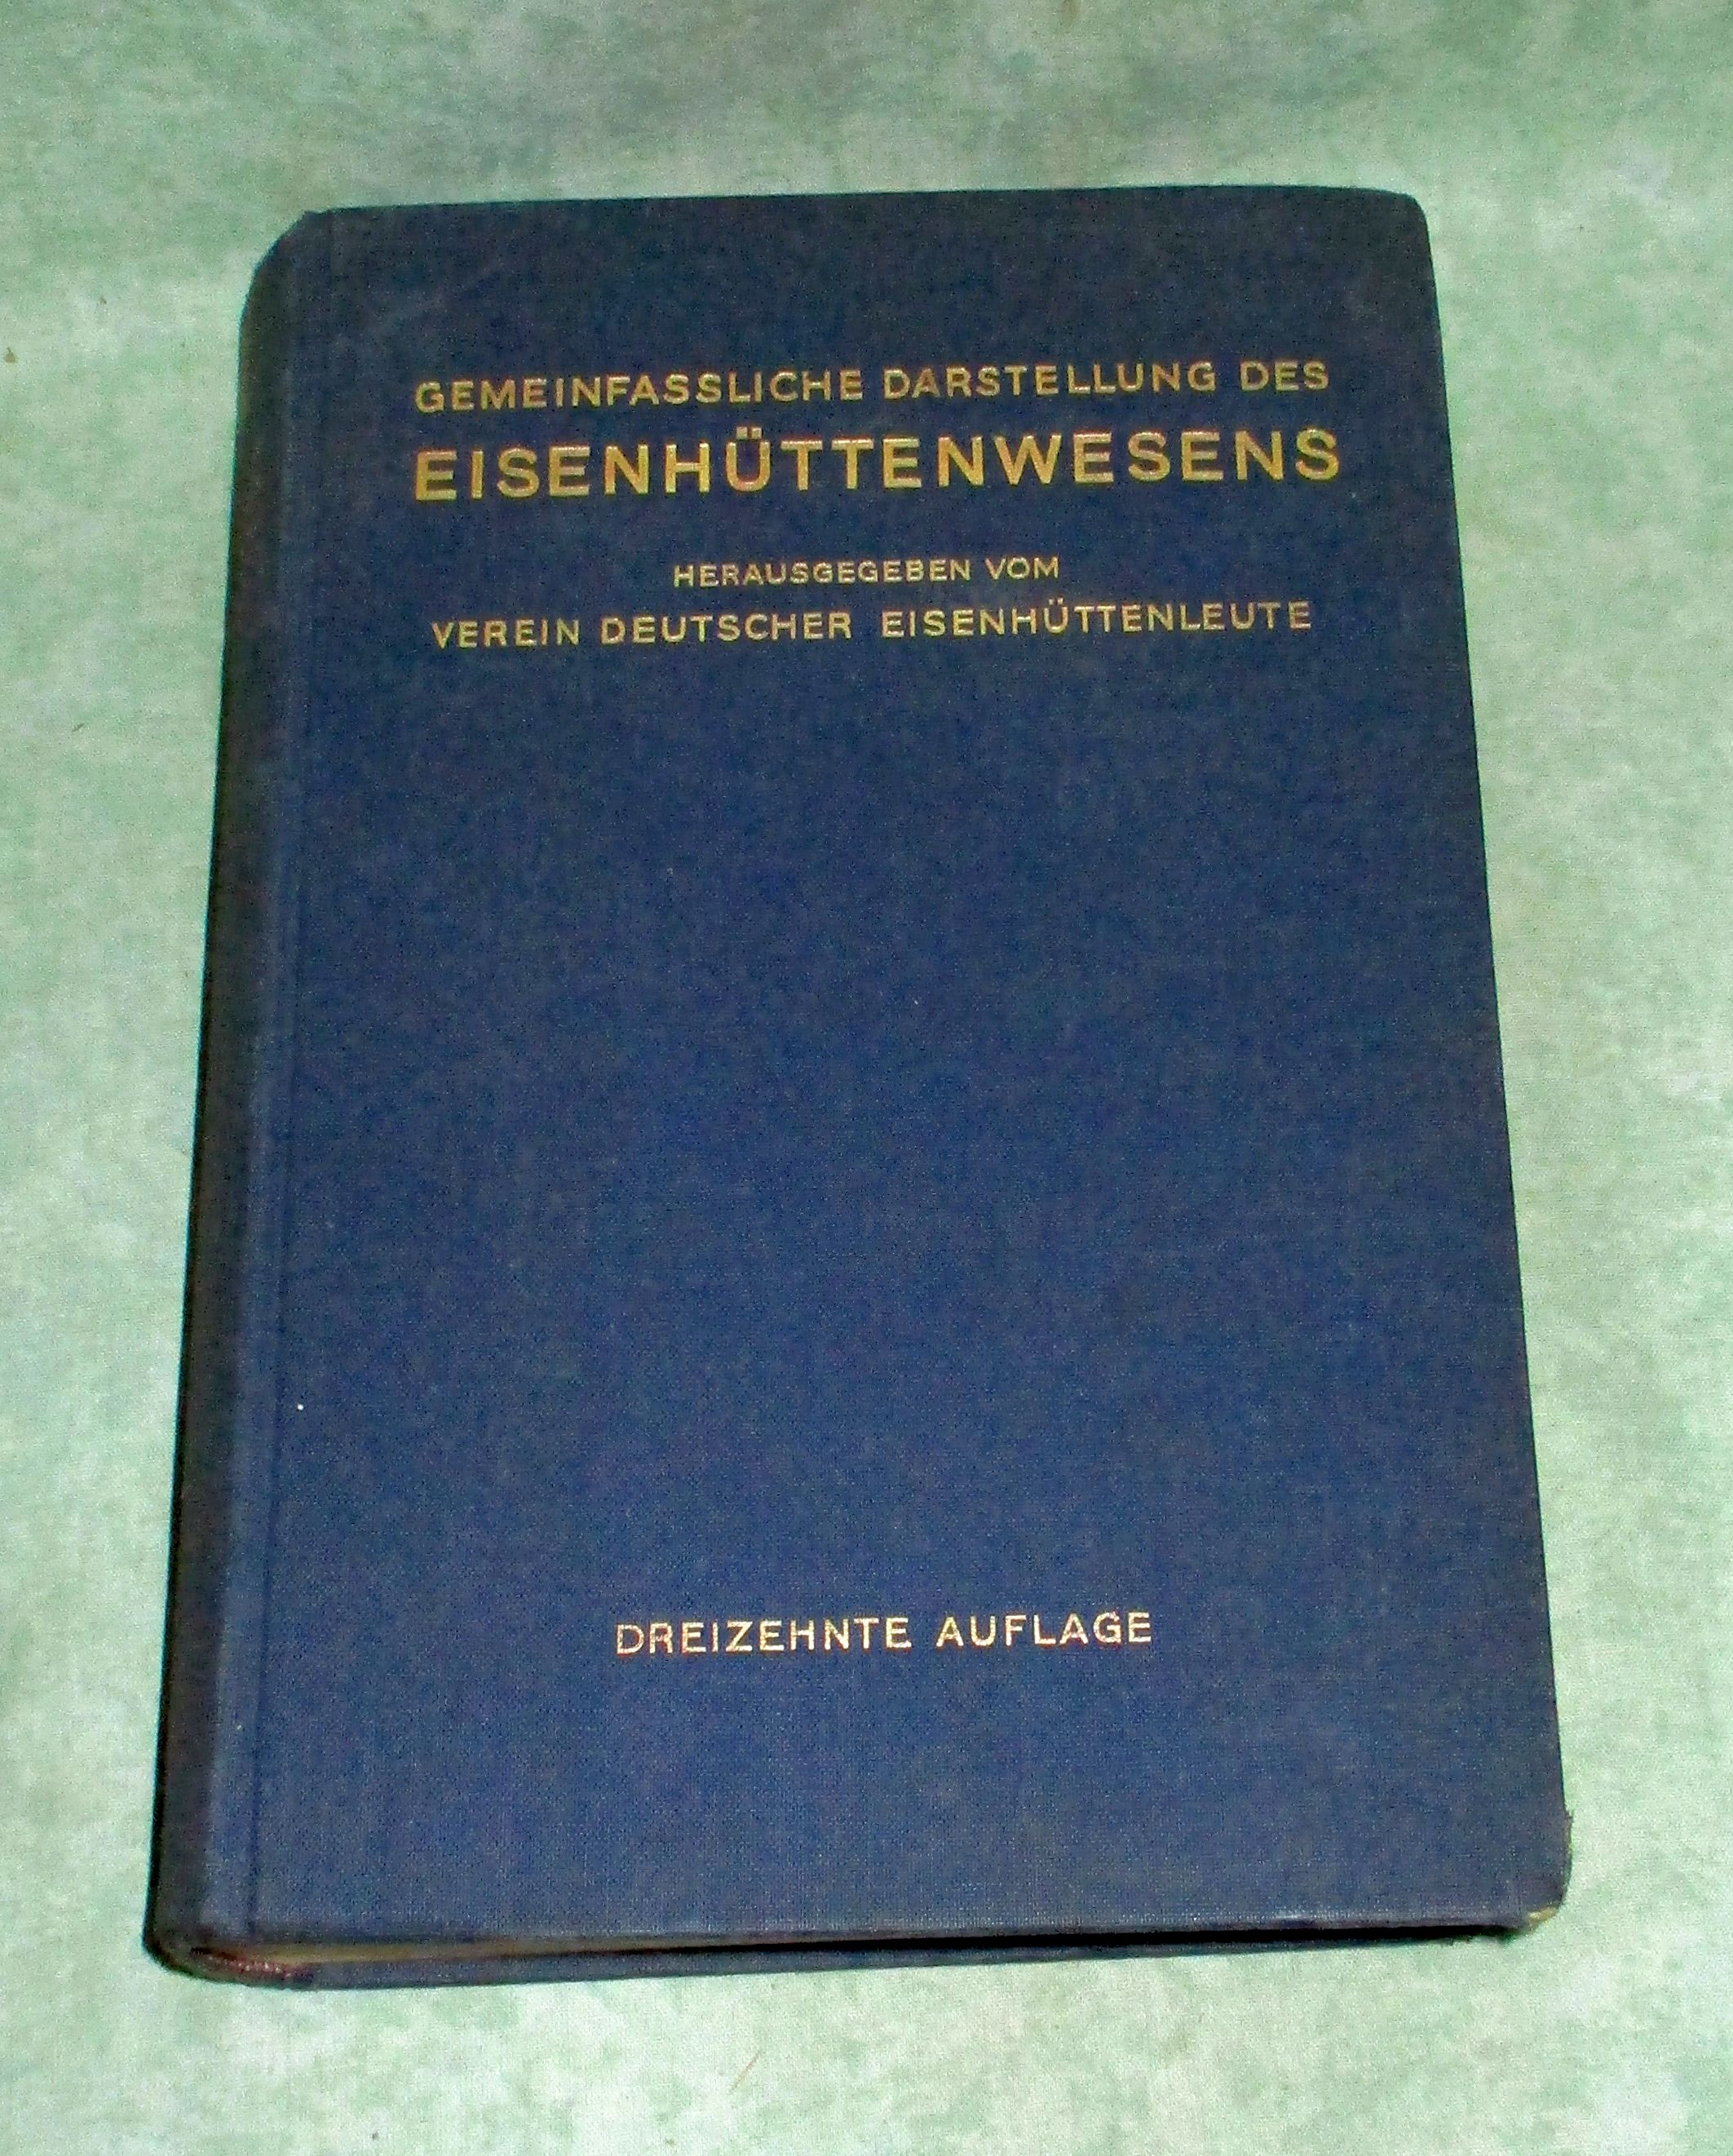 GEMEINFASSLICHE DARSTELLUNG DES
EISENHÜTTENWESENS
HERAUSGEGEBEN VOM
VEREIN DEUTSCHER EISENHÜTTENLEUTE
DREIZEHNTE AUFLAGE